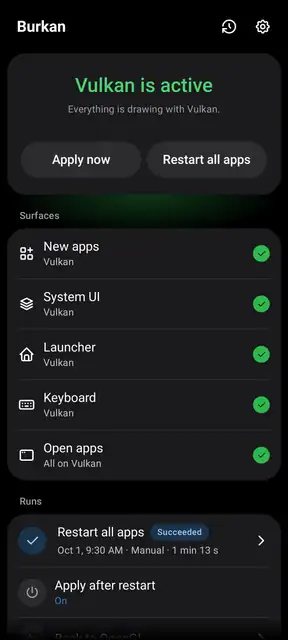 Burkan
Vulkan is active
Everything is drawing with Vulkan.
Apply now
Restart all apps
Surfaces
New apps
Vulkan
System UI
Vulkan
Launcher
Vulkan
Keyboard
Vulkan
Open apps
All on Vulkan
Runs
Restart all apps Succeeded
Oct 1, 9:30 AM · Manual · 1 min 13 s
Apply after restart
On